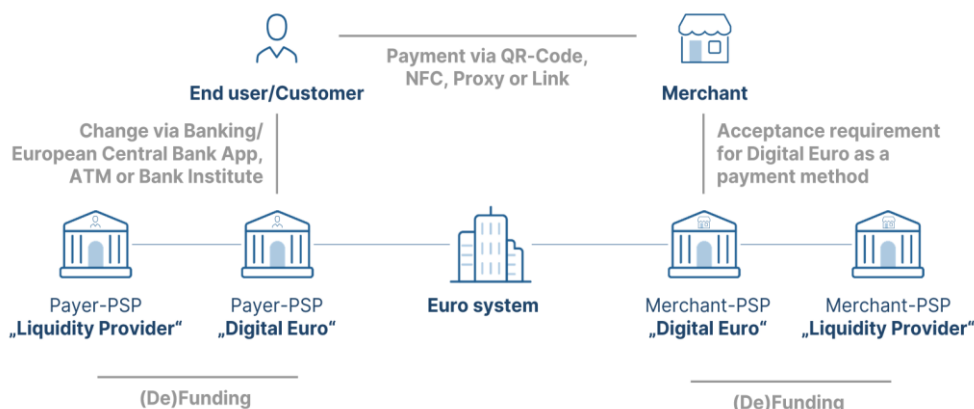 Payment via QR-Code,
NFC, Proxy or Link
End user/Customer
Merchant
Change via Banking/
European Central Bank App,
ATM or Bank Institute
Acceptance requirement
for Digital Euro as a
payment method
Payer-PSP
„Liquidity Provider“
Payer-PSP
„Digital Euro“
Euro system
Merchant-PSP
„Digital Euro“
Merchant-PSP
„Liquidity Provider“
(De)Funding
(De)Funding